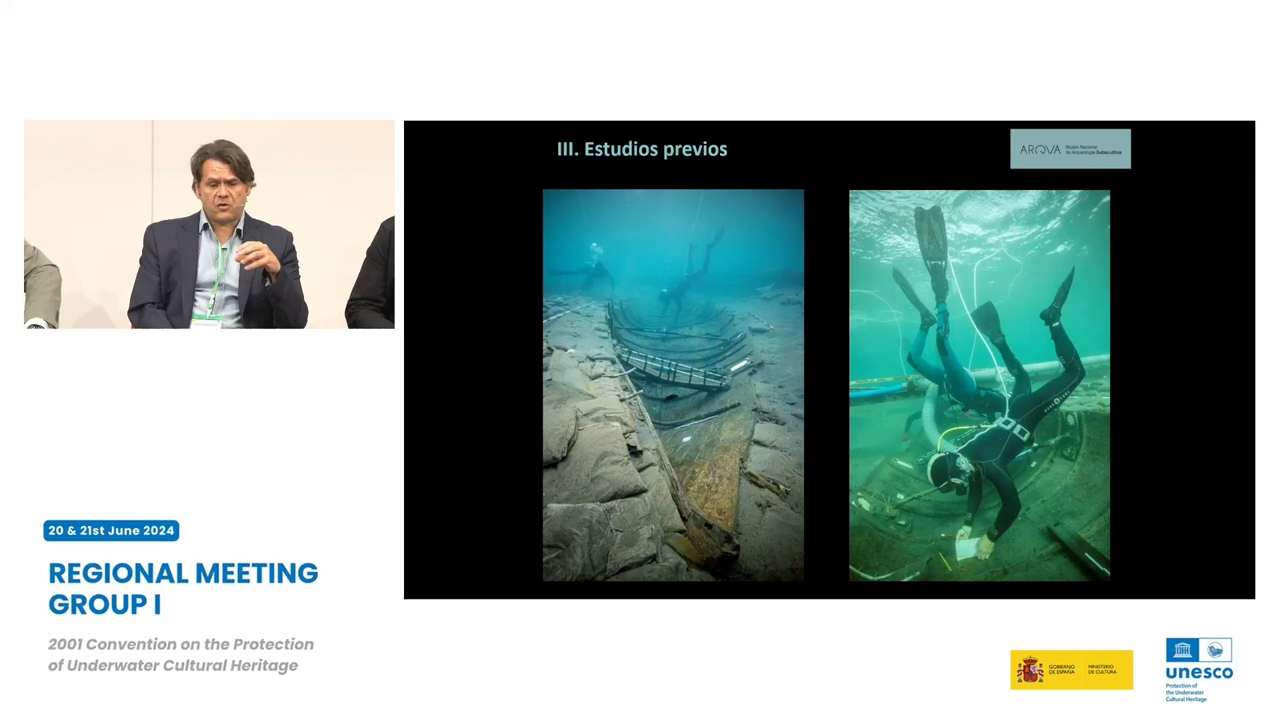 III. Estudios previos
ARQVA
Museo Nacional
de Arqueología Subacuática
20 & 21st June 2024
REGIONAL MEETING
GROUP I
2001 Convention on the Protection
of Underwater Cultural Heritage
GOBIERNO
DE ESPAÑA
MINISTERIO
DE CULTURA
unesco
Protection of
the Underwater
Cultural Heritage